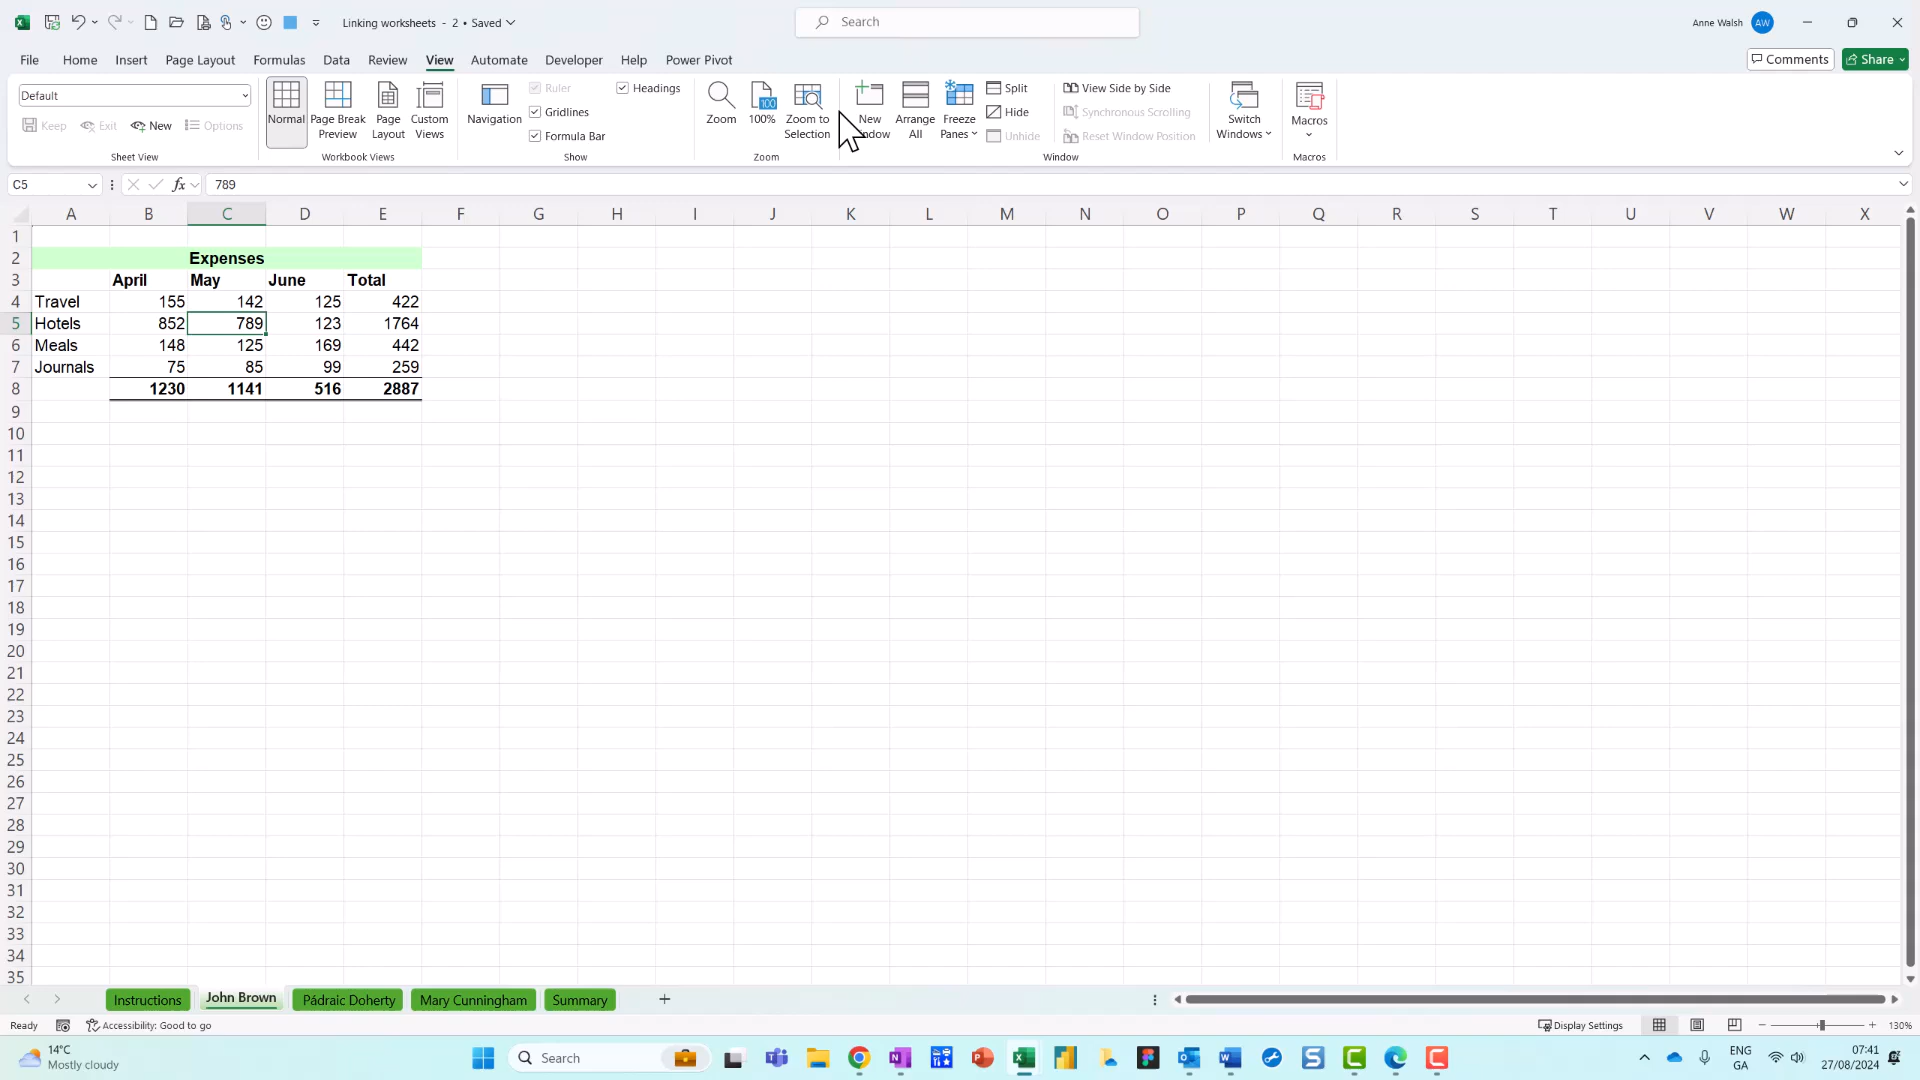 Linking worksheets - 2 • Saved
Search
Anne Walsh
AW
File Home Insert Page Layout Formulas Data Review View Automate Developer Help Power Pivot
Comments
Share
Default
Keep Exit New Options
Sheet View
Normal
Page Break Preview
Page Layout
Custom Views
Workbook Views
Navigation
Ruler
Gridlines
Formula Bar
Headings
Show
Zoom
100
100%
Zoom to Selection
Zoom
New
Arrange All
Freeze Panes
Split
Hide
Unhide
View Side by Side
Synchronous Scrolling
Reset Window Position
Window
Switch Windows
Macros
Macros
C5
fx
789
A B C D E F G H I J K L M N O P Q R S T U V W X
1
2 Expenses
3 April May June Total
4 Travel 155 142 125 422
5 Hotels 852 789 123 1764
6 Meals 148 125 169 442
7 Journals 75 85 99 259
8 1230 1141 516 2887
9
10
11
12
13
14
15
16
17
18
19
20
21
22
23
24
25
26
27
28
29
30
31
32
33
34
35
Instructions John Brown Pádraic Doherty Mary Cunningham Summary
Ready
Accessibility: Good to go
Display Settings
130%
14°C
Mostly cloudy
Search
ENG
GA
07:41
27/08/2024